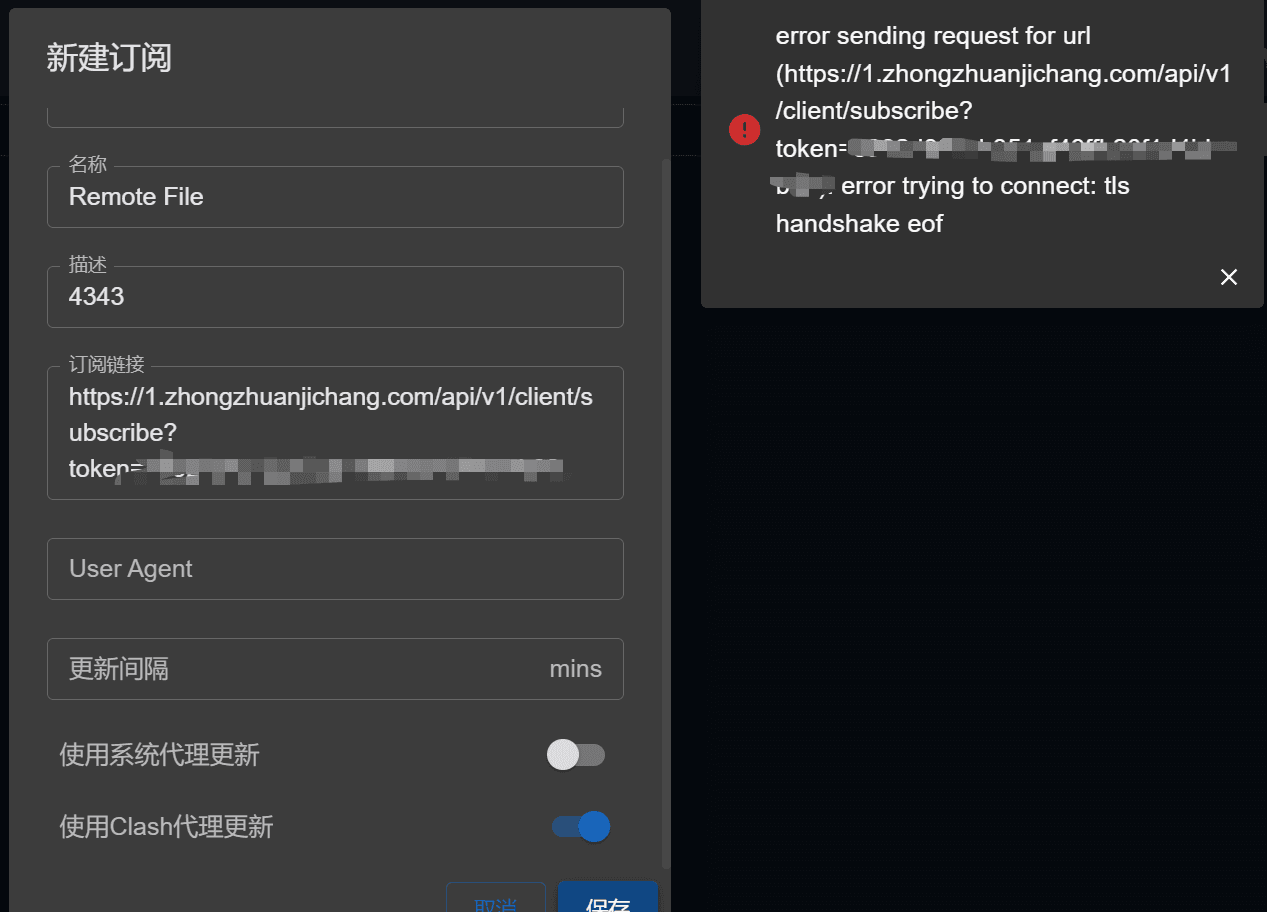 新建订阅
名称
Remote File
描述
4343
订阅链接
https://1.zhongzhuanjichang.com/api/v1/client/s
ubscribe?
token=
User Agent
更新间隔
mins
使用系统代理更新
使用Clash代理更新
取消
保存
error sending request for url
(https://1.zhongzhuanjichang.com/api/v1
/client/subscribe?
token=
error trying to connect: tls
handshake eof